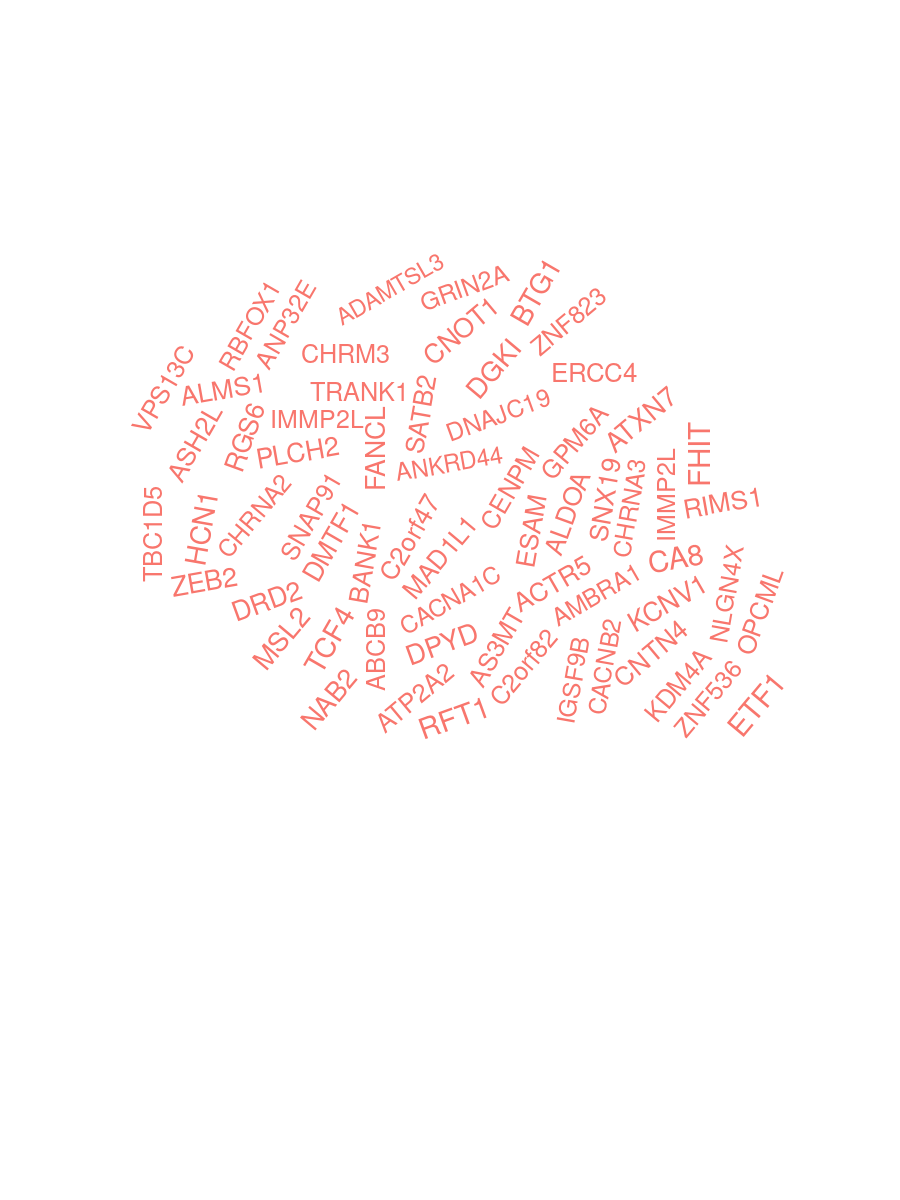 ADAMTSL3
GRIN2A
BTG1
RBFOX1
ANP32E
ZNF823
CNOT1
CHRM3
DGKI
ERCC4
VPS13C
ALMS1
TRANK1
SATB2
DNAJC19
ATXN7
IMMP2L
ASH2L
RGS6
PLCH2
FANCL
ANKRD44
GPM6A
FHIT
CENPM
TBC1D5
HCN1
CHRNA2
SNAP91
DMTF1
BANK1
C2orf47
MAD1L1
ESAM
ALDOA
SNX19
CHRNA3
IMMP2L
RIMS1
ZEB2
DRD2
CACNA1C
ACTR5
AMBRA1
CA8
KCNV1
NLGN4X
OPCML
MSL2
TCF4
ABCB9
DPYD
AS3MT
C2orf82
IGSF9B
CACNB2
CNTN4
KDM4A
ZNF536
ETF1
NAB2
ATP2A2
RFT1